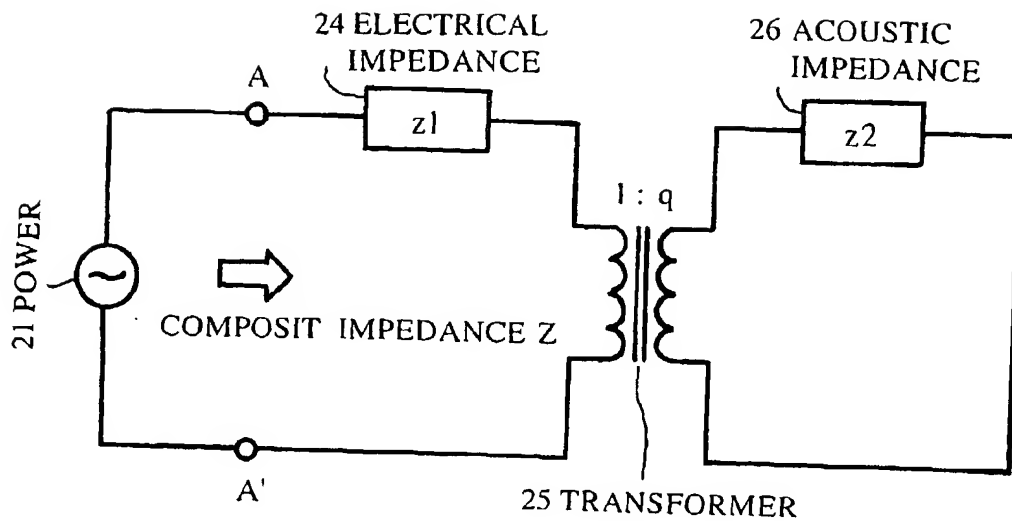 24 ELECTRICAL
IMPEDANCE
26 ACOUSTIC
IMPEDANCE
A
z1
z2
1 : q
21 POWER
COMPOSIT IMPEDANCE Z
A'
25 TRANSFORMER